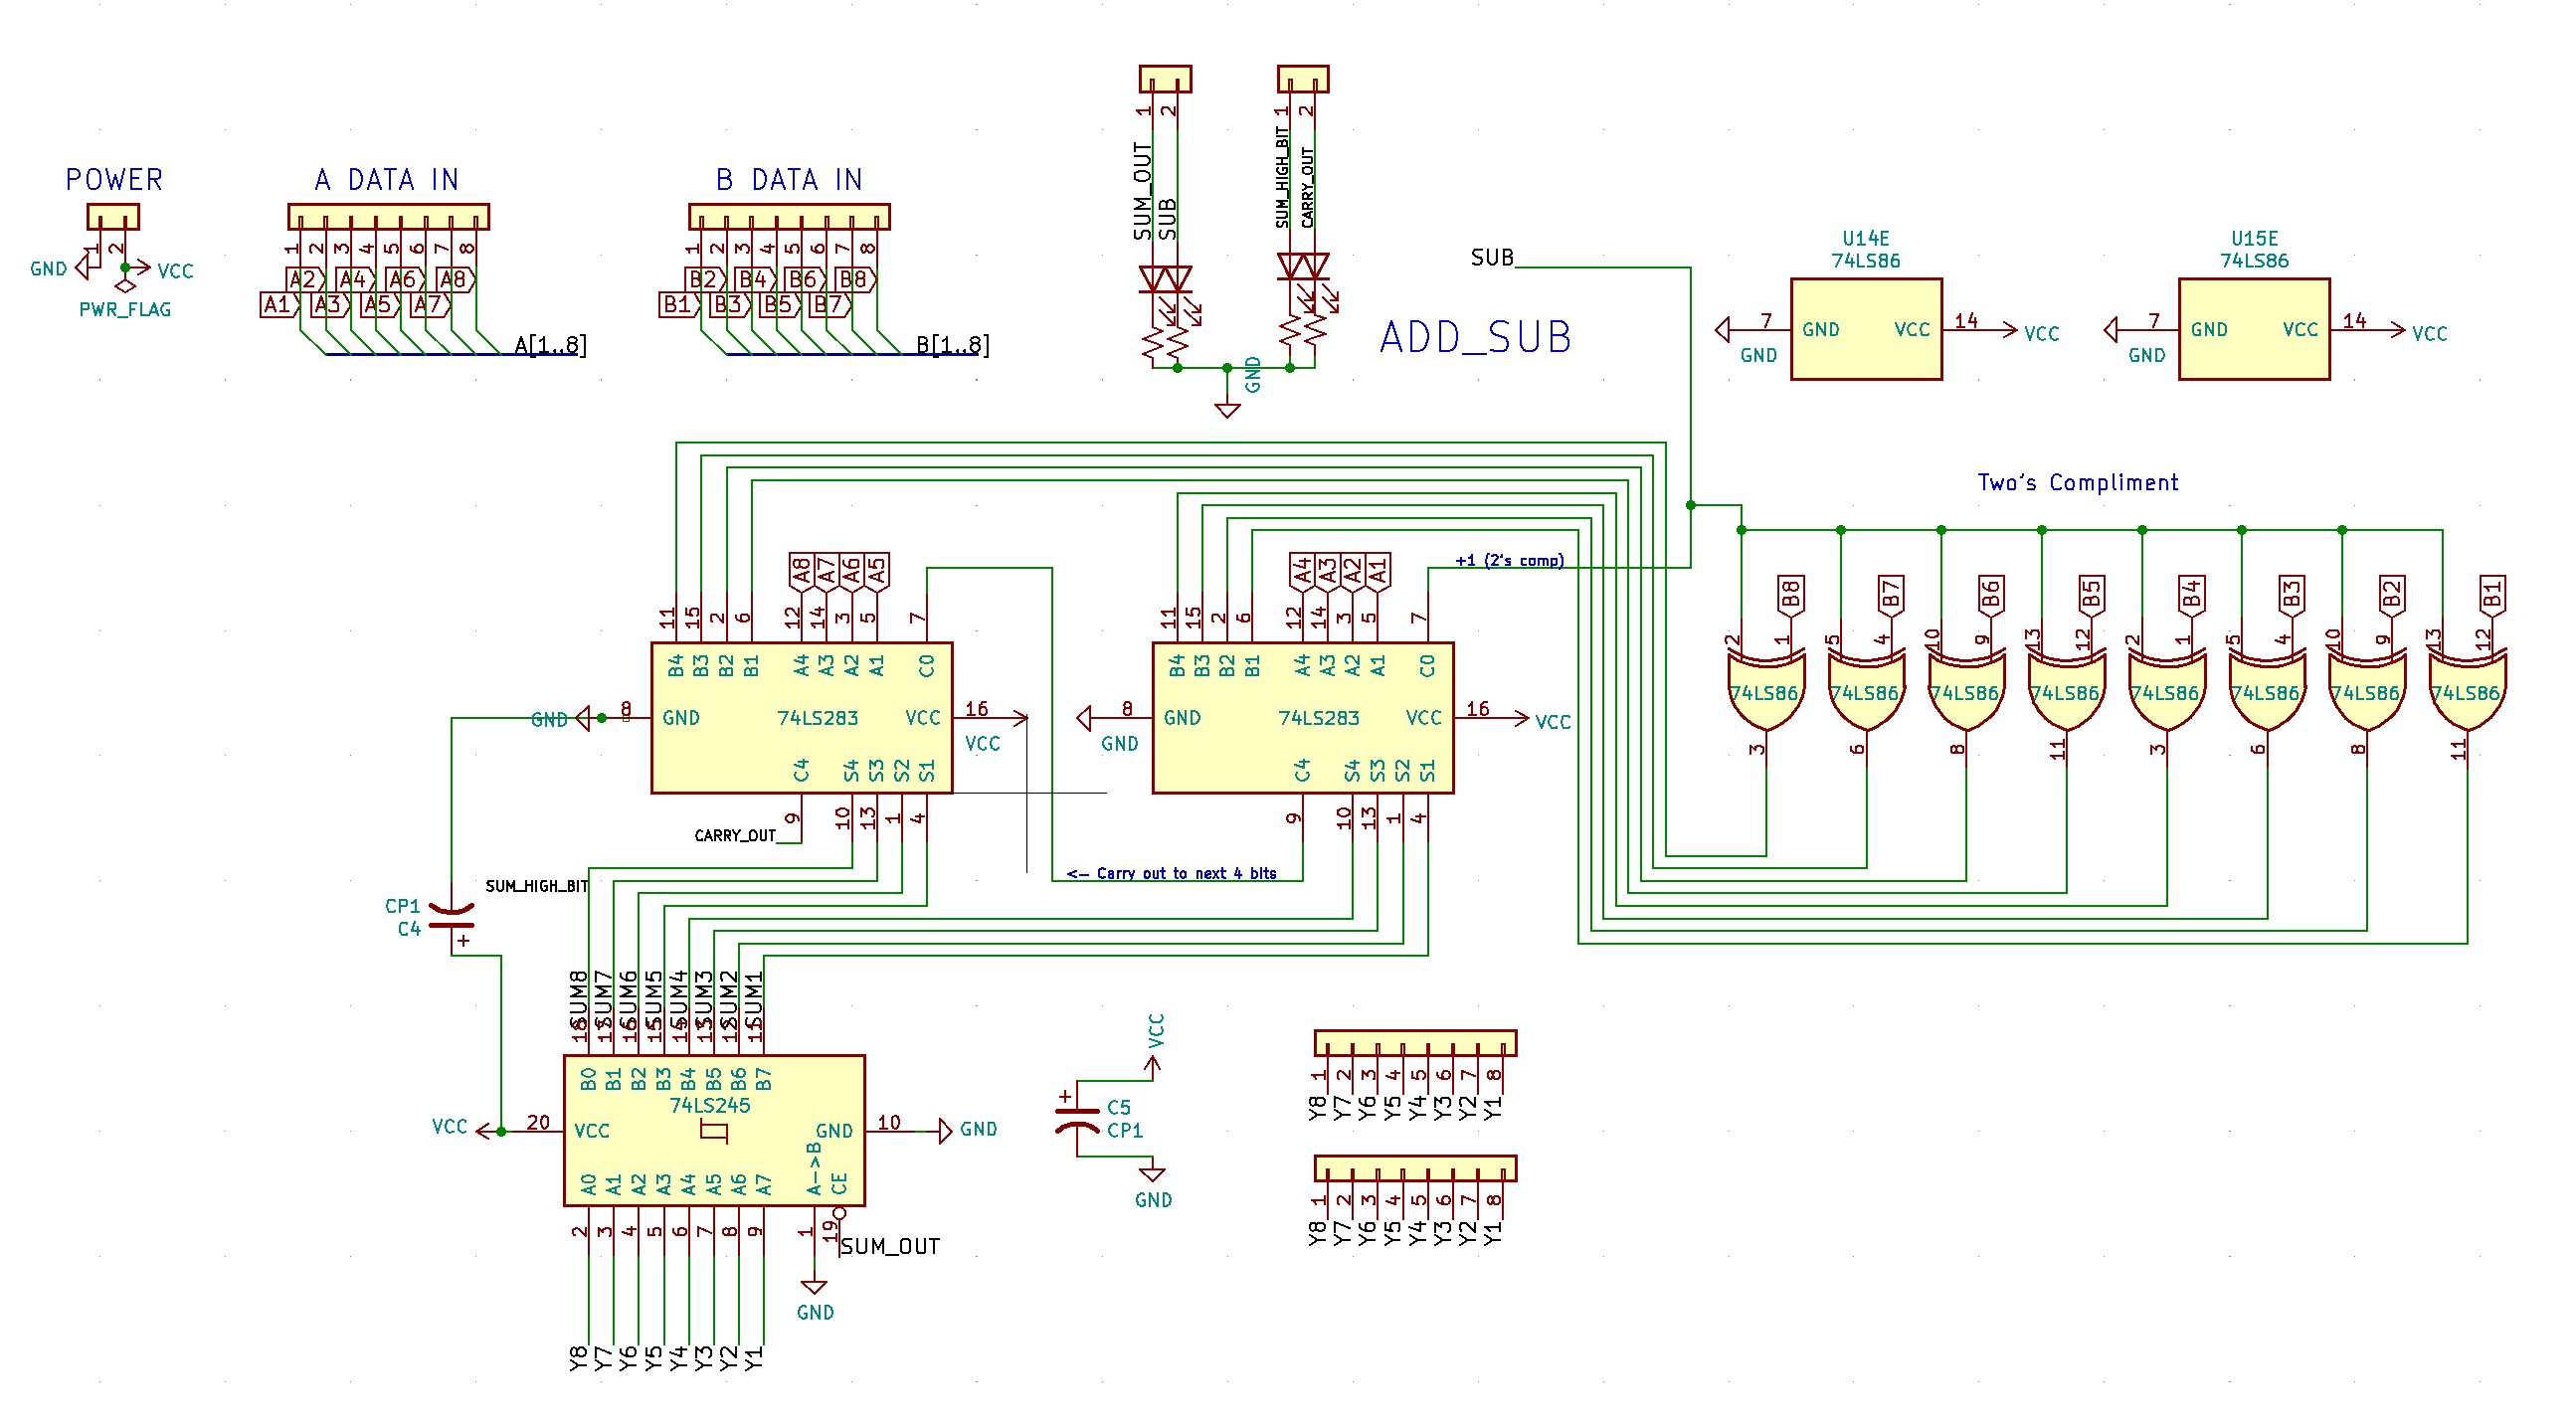 1 2
1 2
SUM_OUT
SUB
SUM_HIGH_BIT
CARRY_OUT
POWER
A DATA IN
B DATA IN
1 2
1 2 3 4 5 6 7 8
1 2 3 4 5 6 7 8
GND
VCC
PWR_FLAG
A2 A4 A6 A8
A1 A3 A5 A7
A[1..8]
B2 B4 B6 B8
B1 B3 B5 B7
B[1..8]
GND
ADD_SUB
SUB
U14E
74LS86
7 GND VCC 14 VCC
GND
U15E
74LS86
7 GND VCC 14 VCC
GND
Two's Compliment
+1 (2's comp)
A8 A7 A6 A5
11 15 2 6 12 14 3 5 7
B4 B3 B2 B1 A4 A3 A2 A1 C0
GND 8 GND 74LS283 VCC 16
VCC
C4 S4 S3 S2 S1
9 10 13 1 4
CARRY_OUT
A4 A3 A2 A1
11 15 2 6 12 14 3 5 7
B4 B3 B2 B1 A4 A3 A2 A1 C0
8 GND 74LS283 VCC 16 VCC
GND
C4 S4 S3 S2 S1
9 10 13 1 4
<- Carry out to next 4 bits
B8 B7 B6 B5 B4 B3 B2 B1
2 1 5 4 10 9 13 12 2 1 5 4 10 9 13 12
74LS86 74LS86 74LS86 74LS86 74LS86 74LS86 74LS86 74LS86
3 6 8 11 3 6 8 11
SUM_HIGH_BIT
CP1
C4
+
SUM8 SUM7 SUM6 SUM5 SUM4 SUM3 SUM2 SUM1
18 17 16 15 14 13 12 11
B0 B1 B2 B3 B4 B5 B6 B7
74LS245
VCC 20 VCC GND 10 GND
A0 A1 A2 A3 A4 A5 A6 A7 A->B CE
2 3 4 5 6 7 8 9 1 19
SUM_OUT
GND
Y8 Y7 Y6 Y5 Y4 Y3 Y2 Y1
VCC
+
C5
CP1
GND
1 2 3 4 5 6 7 8
Y8 Y7 Y6 Y5 Y4 Y3 Y2 Y1
1 2 3 4 5 6 7 8
Y8 Y7 Y6 Y5 Y4 Y3 Y2 Y1